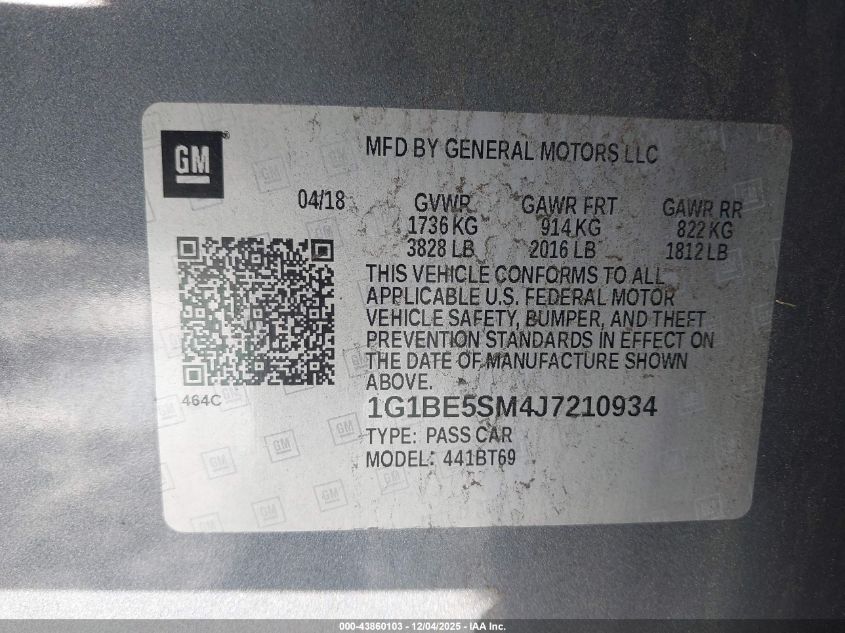 GM
MFD BY GENERAL MOTORS LLC
04/18
GVWR GAWR FRT GAWR RR
1736 KG 914 KG 822 KG
3828 LB 2016 LB 1812 LB
THIS VEHICLE CONFORMS TO ALL
APPLICABLE U.S. FEDERAL MOTOR
VEHICLE SAFETY, BUMPER, AND THEFT
PREVENTION STANDARDS IN EFFECT ON
THE DATE OF MANUFACTURE SHOWN
ABOVE.
464C
1G1BE5SM4J7210934
TYPE: PASS CAR
MODEL: 441BT69
000-43860103 - 12/04/2025 - IAA Inc.